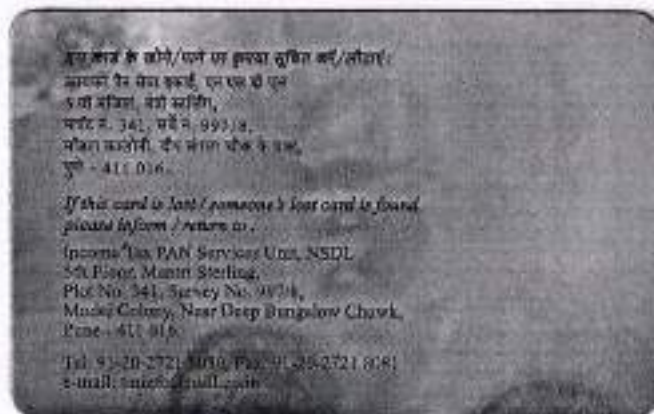 इस कार्ड के खोने/पाने पर कृपया सूचित करें/लौटाएं:
आयकर पैन सेवा इकाई, एन एस डी एल
5 वी मंजिल, मंत्री स्टर्लिंग,
प्लॉट नं. 341, सर्वे नं. 997/8,
मॉडल कालोनी, दीप बंगला चौक के पास,
पुणे - 411 016.
If this card is lost / someone's lost card is found,
please inform / return to :
Income Tax PAN Services Unit, NSDL
5th Floor, Mantri Sterling,
Plot No. 341, Survey No. 997/8,
Model Colony, Near Deep Bungalow Chowk,
Pune - 411 016.
Tel: 91-20-2721 8080, Fax: 91-20-2721 8081
e-mail: